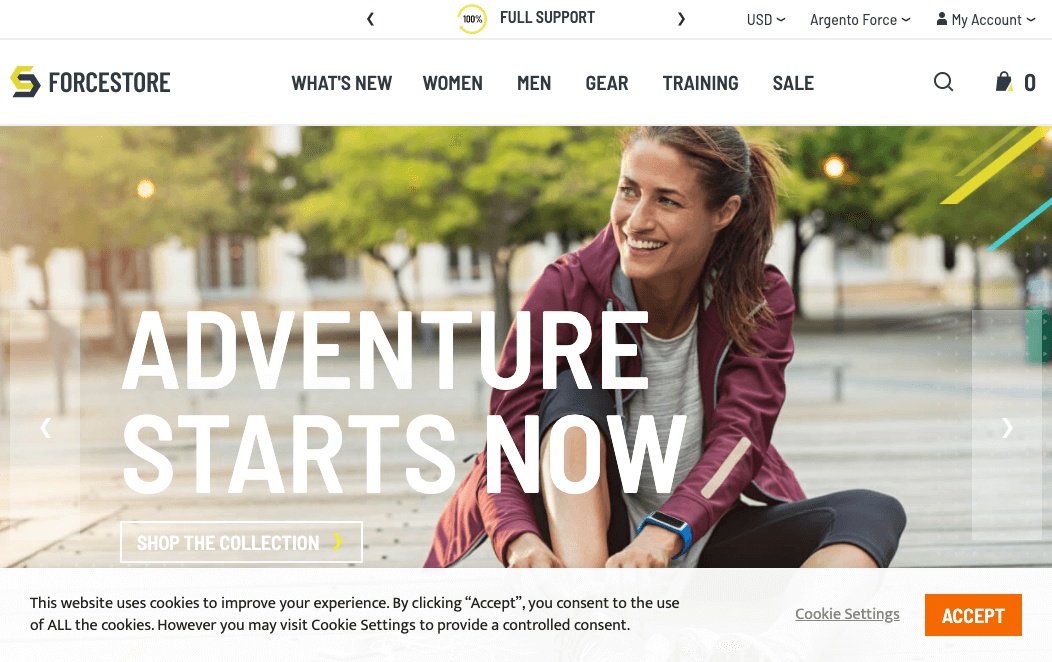 100% FULL SUPPORT
USD Argento Force My Account
FORCESTORE WHAT'S NEW WOMEN MEN GEAR TRAINING SALE 0
ADVENTURE
STARTS NOW
SHOP THE COLLECTION
This website uses cookies to improve your experience. By clicking “Accept”, you consent to the use
of ALL the cookies. However you may visit Cookie Settings to provide a controlled consent.
Cookie Settings
ACCEPT